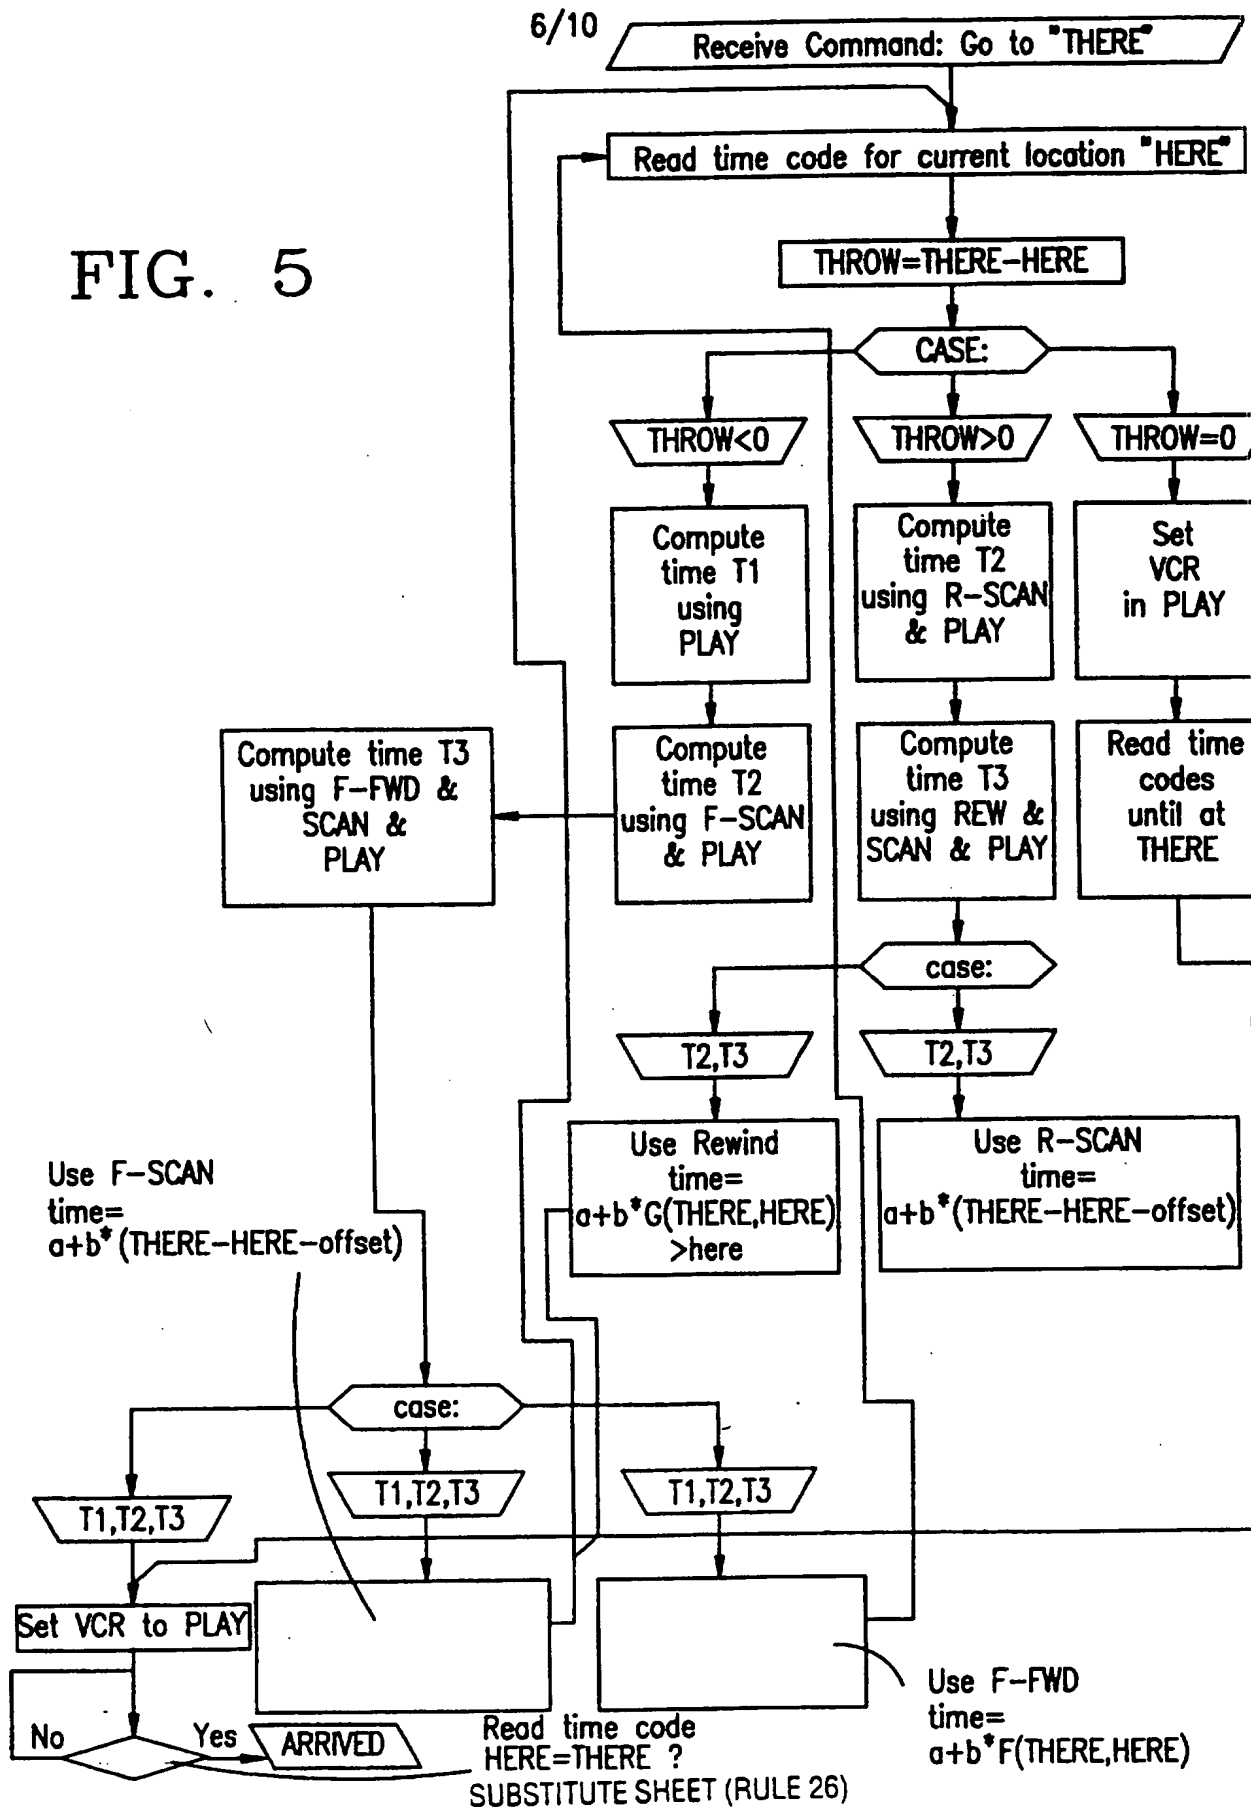 6/10
Receive Command: Go to "THERE"
Read time code for current location "HERE"
FIG. 5
THROW=THERE-HERE
CASE:
THROW<0
THROW>0
THROW=0
Compute
time T1
using
PLAY
Compute
time T2
using R-SCAN
& PLAY
Set
VCR
in PLAY
Compute time T3
using F-FWD &
SCAN &
PLAY
Compute
time T2
using F-SCAN
& PLAY
Compute
time T3
using REW &
SCAN & PLAY
Read time
codes
until at
THERE
case:
T2,T3
T2,T3
Use Rewind
time=
a+b*G(THERE,HERE)
>here
Use R-SCAN
time=
a+b*(THERE-HERE-offset)
Use F-SCAN
time=
a+b*(THERE-HERE-offset)
case:
T1,T2,T3
T1,T2,T3
T1,T2,T3
Set VCR to PLAY
No
Yes
ARRIVED
Read time code
HERE=THERE ?
Use F-FWD
time=
a+b*F(THERE,HERE)
SUBSTITUTE SHEET (RULE 26)